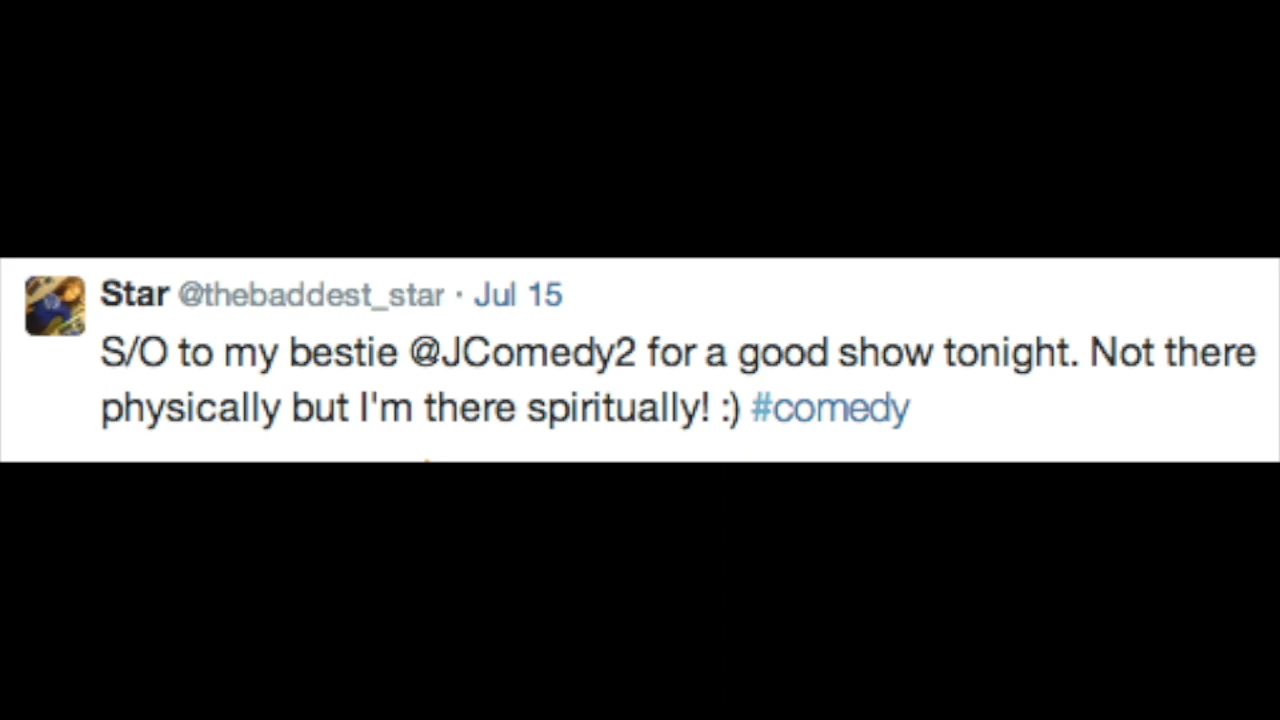 Star @thebaddest_star · Jul 15
S/O to my bestie @JComedy2 for a good show tonight. Not there
physically but I'm there spiritually! :) #comedy